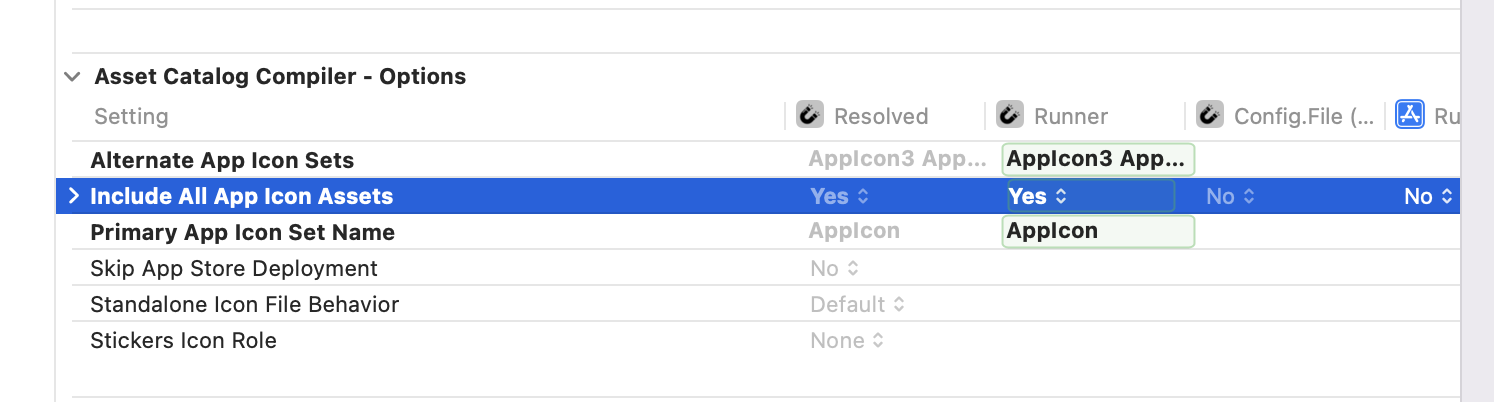 Asset Catalog Compiler - Options
Setting Resolved Runner Config.File (... Ru
Alternate App Icon Sets AppIcon3 App... AppIcon3 App...
Include All App Icon Assets Yes Yes No No
Primary App Icon Set Name AppIcon AppIcon
Skip App Store Deployment No
Standalone Icon File Behavior Default
Stickers Icon Role None